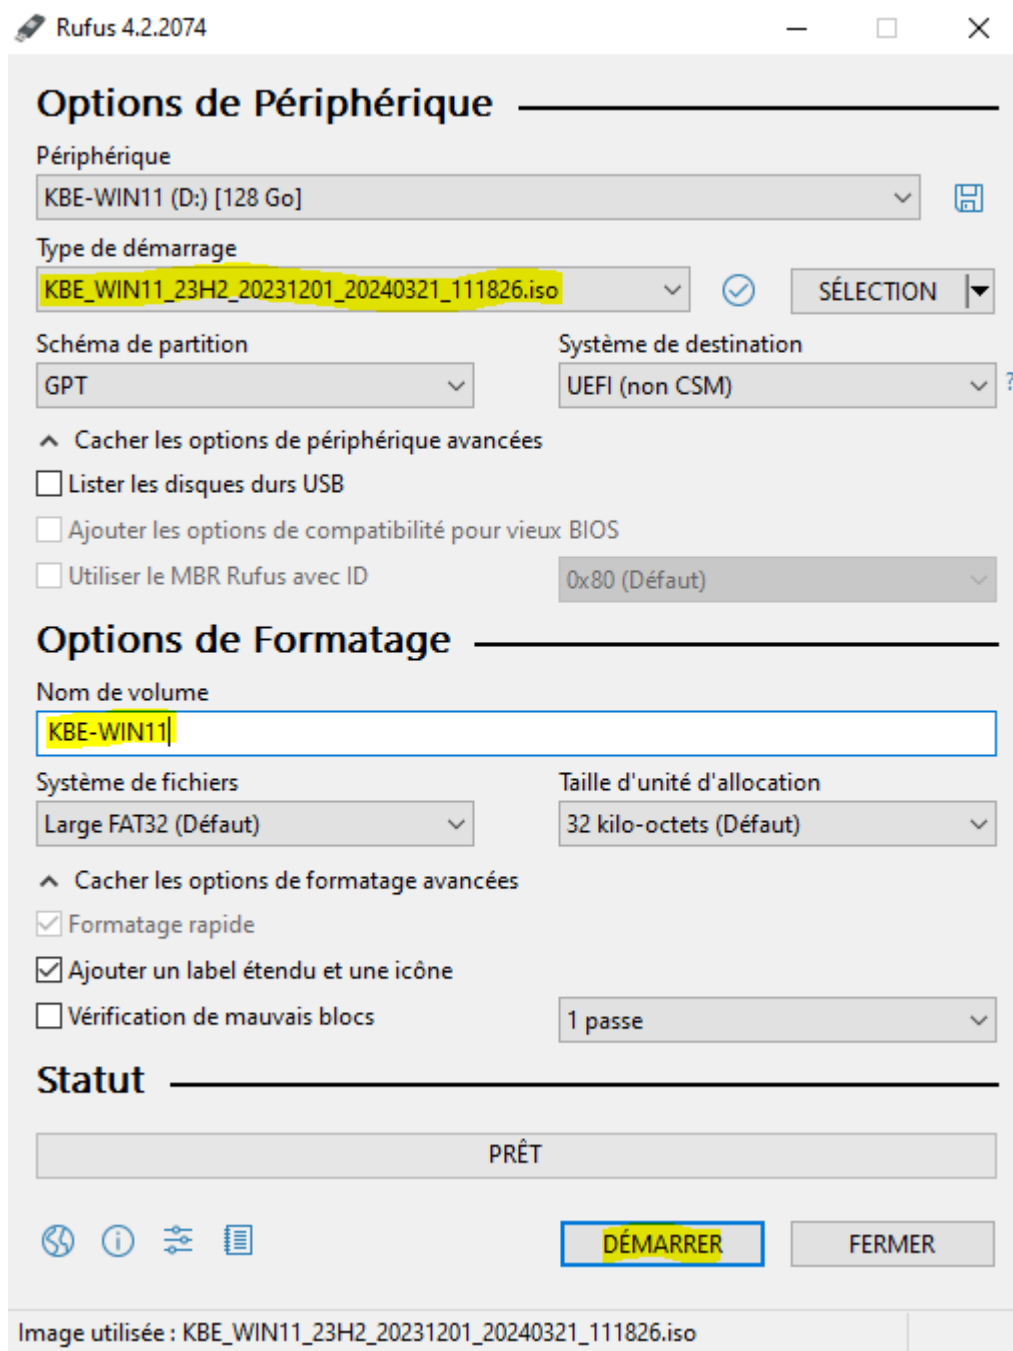 Rufus 4.2.2074
Options de Périphérique
Périphérique
KBE-WIN11 (D:) [128 Go]
Type de démarrage
KBE_WIN11_23H2_20231201_20240321_111826.iso
SÉLECTION
Schéma de partition
Système de destination
GPT
UEFI (non CSM)
?
Cacher les options de périphérique avancées
Lister les disques durs USB
Ajouter les options de compatibilité pour vieux BIOS
Utiliser le MBR Rufus avec ID
0x80 (Défaut)
Options de Formatage
Nom de volume
KBE-WIN11
Système de fichiers
Taille d'unité d'allocation
Large FAT32 (Défaut)
32 kilo-octets (Défaut)
Cacher les options de formatage avancées
Formatage rapide
Ajouter un label étendu et une icône
Vérification de mauvais blocs
1 passe
Statut
PRÊT
DÉMARRER
FERMER
Image utilisée : KBE_WIN11_23H2_20231201_20240321_111826.iso